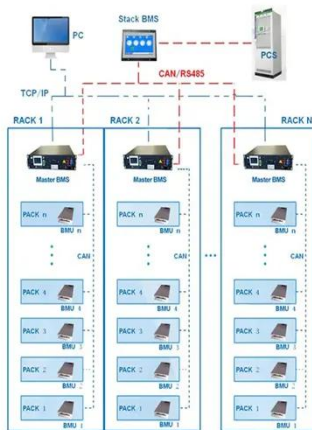 PC
Stack BMS
PCS
CAN/RS485
TCP/IP
RACK 1
RACK 2
RACK N
Master BMS
Master BMS
Master BMS
PACK n
BMU n
PACK n
BMU n
PACK n
BMU n
CAN
CAN
CAN
...
PACK 4
BMU 4
PACK 4
BMU 4
PACK 4
BMU 4
PACK 3
BMU 3
PACK 3
BMU 3
PACK 3
BMU 3
PACK 2
BMU 2
PACK 2
BMU 2
PACK 2
BMU 2
PACK 1
BMU 1
PACK 1
BMU 1
PACK 1
BMU 1